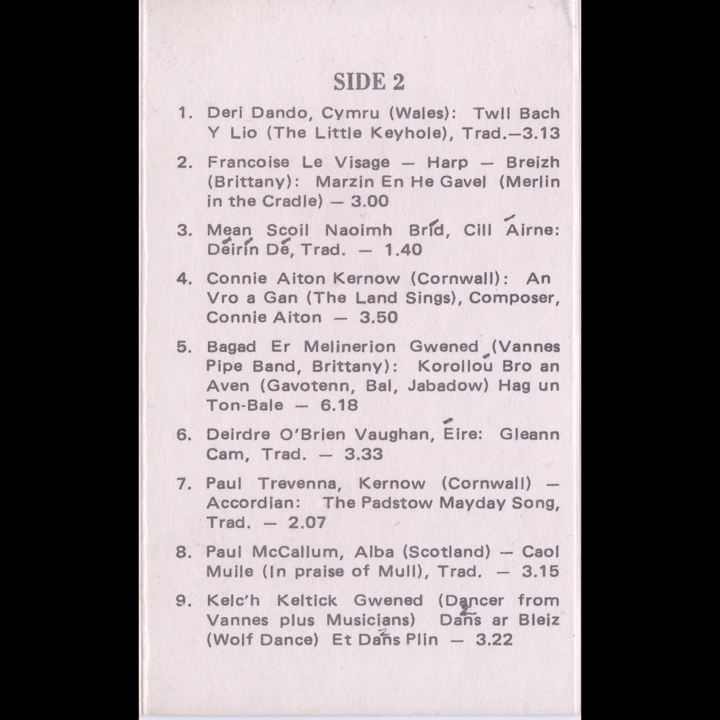 SIDE 2
1. Deri Dando, Cymru (Wales): Twll Bach
Y Lio (The Little Keyhole), Trad.—3.13
2. Francoise Le Visage — Harp — Breizh
(Brittany): Marzin En He Gavel (Merlin
in the Cradle) — 3.00
3. Mean Scoil Naoimh Bríd, Cill Áirne:
Déirín Dé, Trad. — 1.40
4. Connie Aiton Kernow (Cornwall): An
Vro a Gan (The Land Sings), Composer,
Connie Aiton — 3.50
5. Bagad Er Melinerion Gwened (Vannes
Pipe Band, Brittany): Korolloú Bro an
Aven (Gavotenn, Bal, Jabadow) Hag un
Ton-Bale — 6.18
6. Deirdre O'Brien Vaughan, Éire: Gleann
Cam, Trad. — 3.33
7. Paul Trevenna, Kernow (Cornwall) —
Accordian: The Padstow Mayday Song,
Trad. — 2.07
8. Paul McCallum, Alba (Scotland) — Caol
Muile (In praise of Mull), Trad. — 3.15
9. Kelc'h Keltick Gwened (Dancer from
Vannes plus Musicians) Dañs ar Bleiz
(Wolf Dance) Et Dañs Plin — 3.22